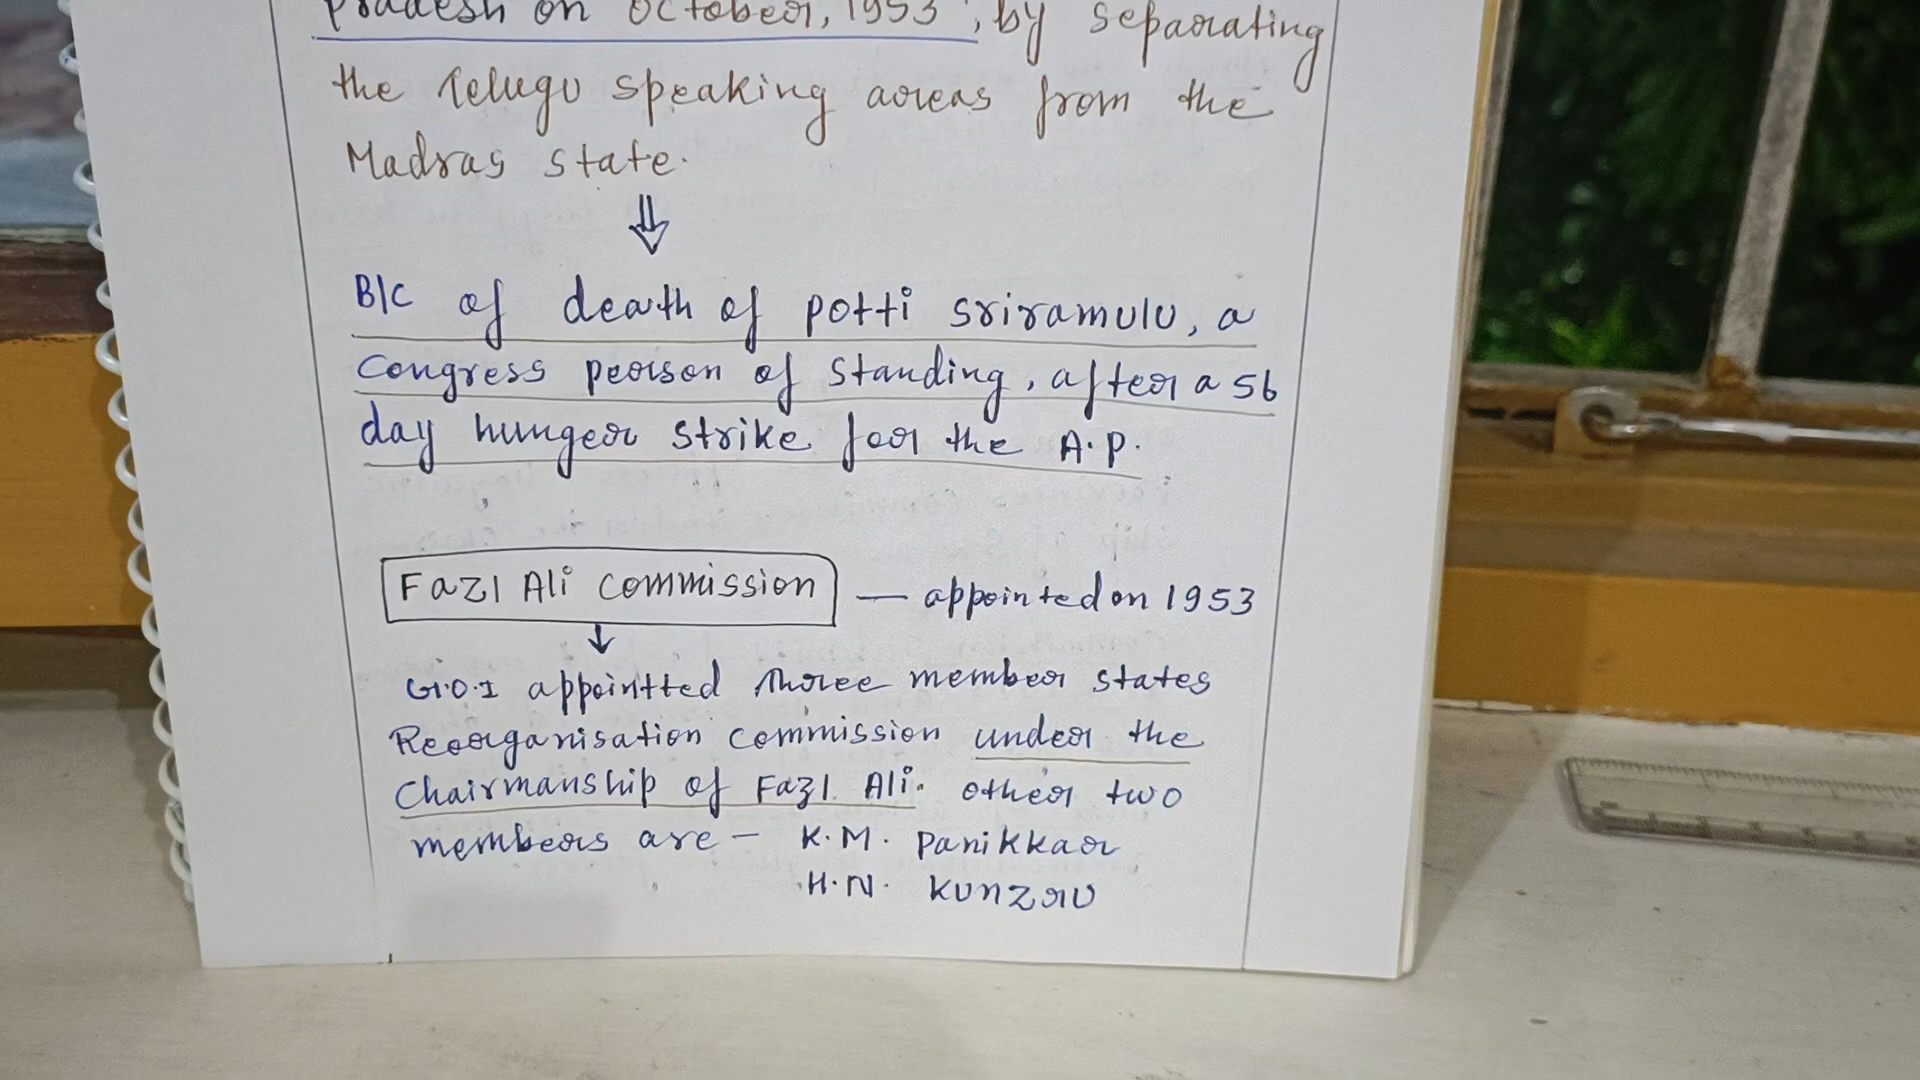 Pradesh on October, 1953, by separating
the Telugu speaking areas from the
Madras state.
B/C of death of potti sriramulu, a
Congress person of standing, after a 56
day hunger strike for the A.P.
Fazl Ali Commission — appointed on 1953
G.O.I appointted three member states
Reorganisation Commission under the
Chairmanship of Fazl Ali. other two
members are – K.M. Panikkar
H.N. Kunzru